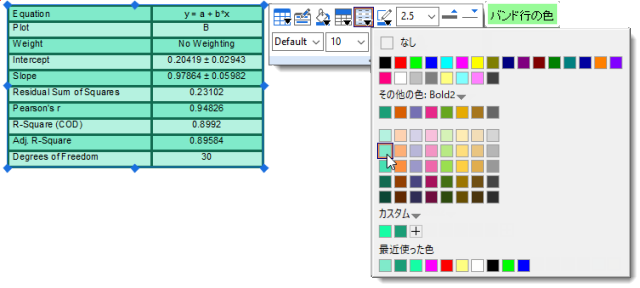 Equation y = a + b*x
Plot B
Weight No Weighting
Intercept 0.20419 ± 0.02943
Slope 0.97864 ± 0.05982
Residual Sum of Squares 0.23102
Pearson's r 0.94826
R-Square (COD) 0.8992
Adj. R-Square 0.89584
Degrees of Freedom 30
2.5
バンド行の色
Default 10
なし
その他の色: Bold2
カスタム
最近使った色